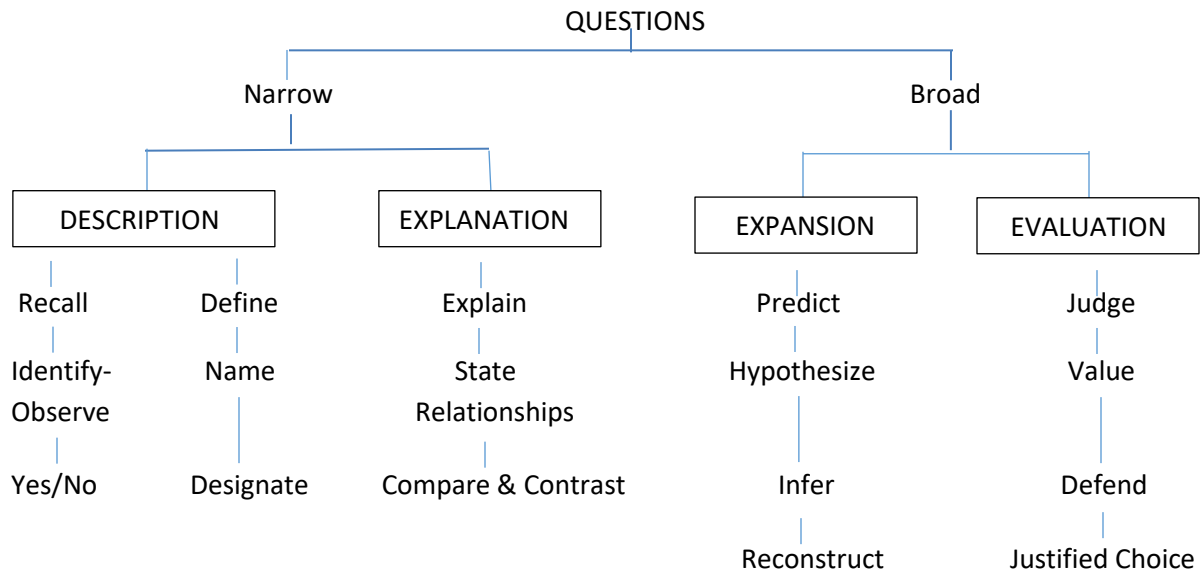 QUESTIONS
Narrow Broad
DESCRIPTION EXPLANATION EXPANSION EVALUATION
Recall Define Explain Predict Judge
Identify- Name State Hypothesize Value
Observe Relationships
Yes/No Designate Compare & Contrast Infer Defend
Reconstruct Justified Choice